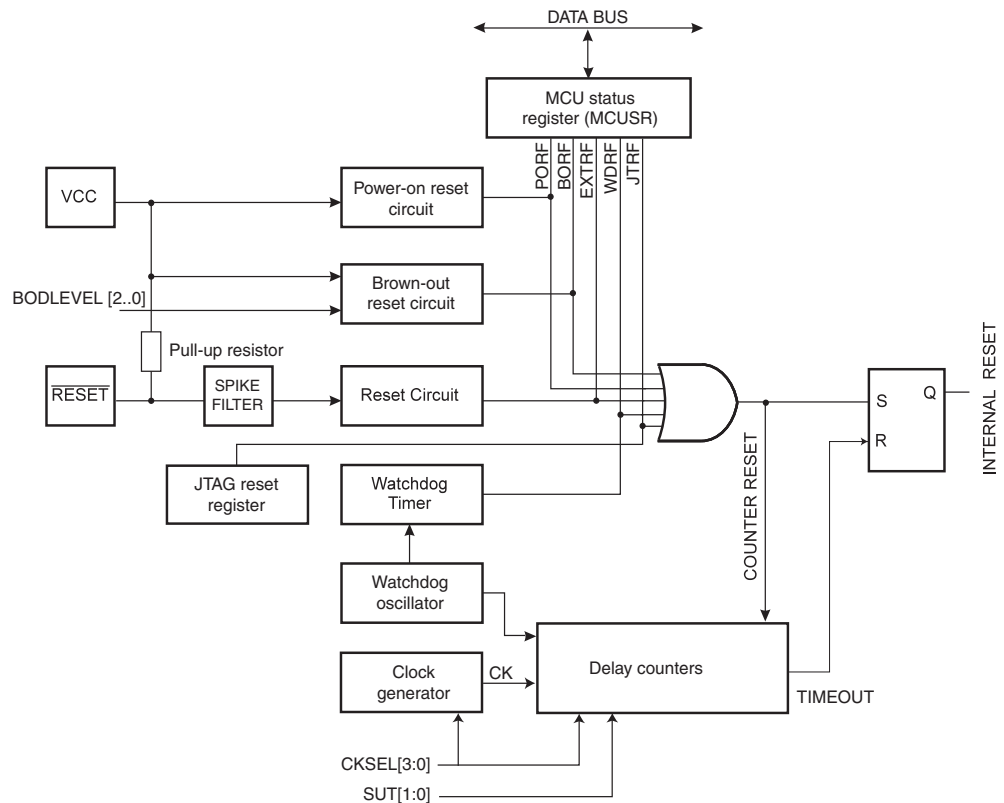 DATA BUS
MCU status
register (MCUSR)
PORF
BORF
EXTRF
WDRF
JTRF
VCC
Power-on reset
circuit
Brown-out
reset circuit
BODLEVEL [2..0]
Pull-up resistor
RESET
SPIKE
FILTER
Reset Circuit
S
Q
R
INTERNAL RESET
JTAG reset
register
Watchdog
Timer
COUNTER RESET
Watchdog
oscillator
Clock
generator
CK
Delay counters
TIMEOUT
CKSEL[3:0]
SUT[1:0]